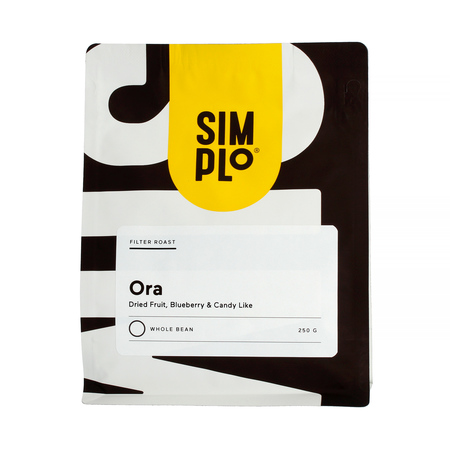 SIM
PLO®
FILTER ROAST
Ora
Dried Fruit, Blueberry & Candy Like
WHOLE BEAN 250 G